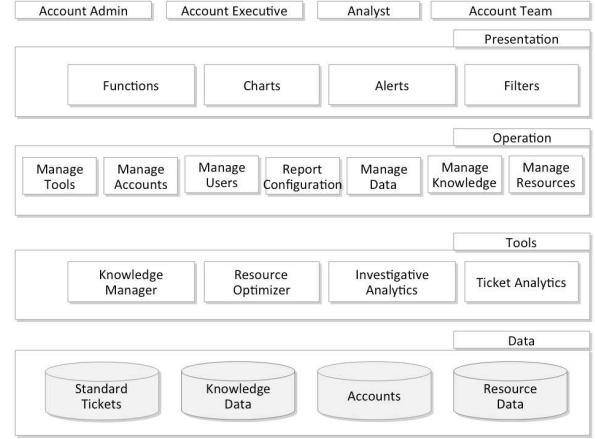 Account Admin
Account Executive
Analyst
Account Team
Presentation
Functions
Charts
Alerts
Filters
Operation
Manage
Tools
Manage
Accounts
Manage
Users
Report
Configuration
Manage
Data
Manage
Knowledge
Manage
Resources
Tools
Knowledge
Manager
Resource
Optimizer
Investigative
Analytics
Ticket Analytics
Data
Standard
Tickets
Knowledge
Data
Accounts
Resource
Data